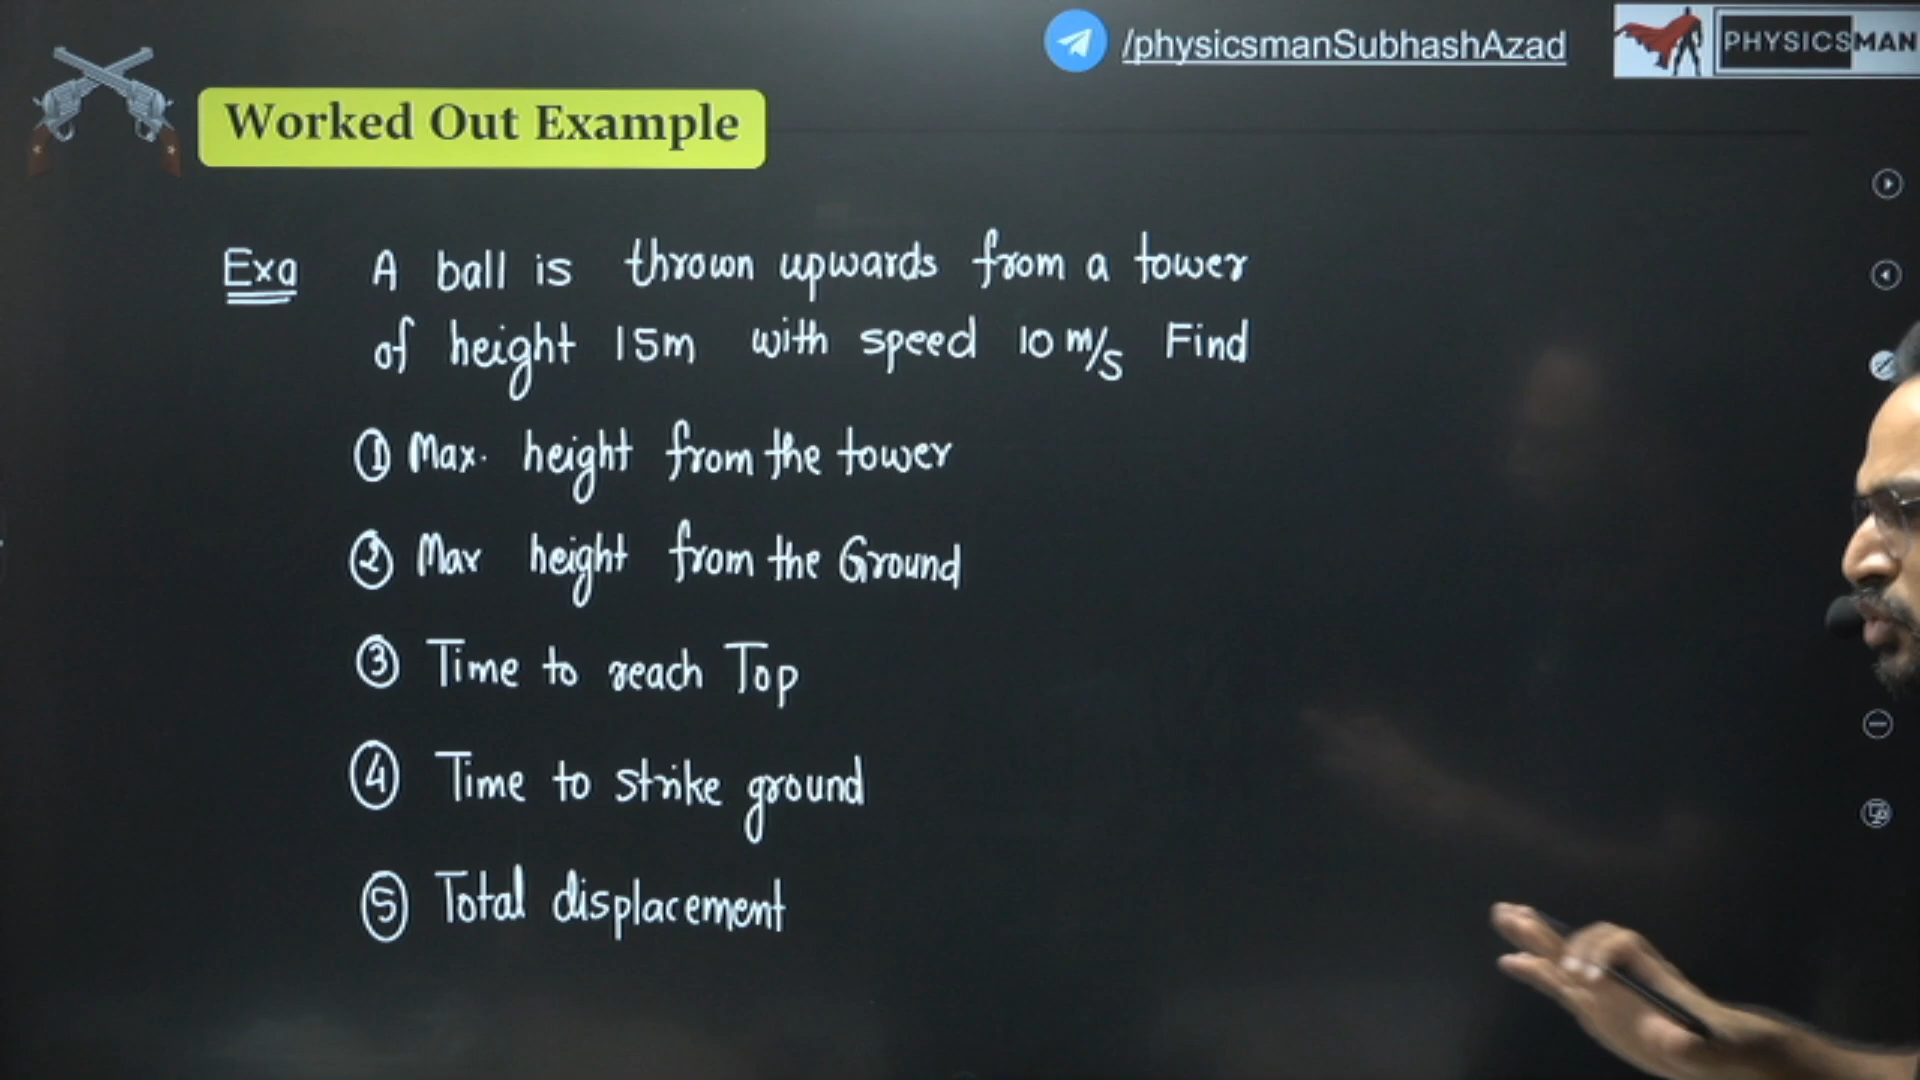 /physicsmanSubhashAzad
PHYSICSMAN
Worked Out Example
Exa A ball is thrown upwards from a tower
of height 15m with speed 10 m/s Find
① Max. height from the tower
② Max height from the Ground
③ Time to reach Top
④ Time to strike ground
⑤ Total displacement